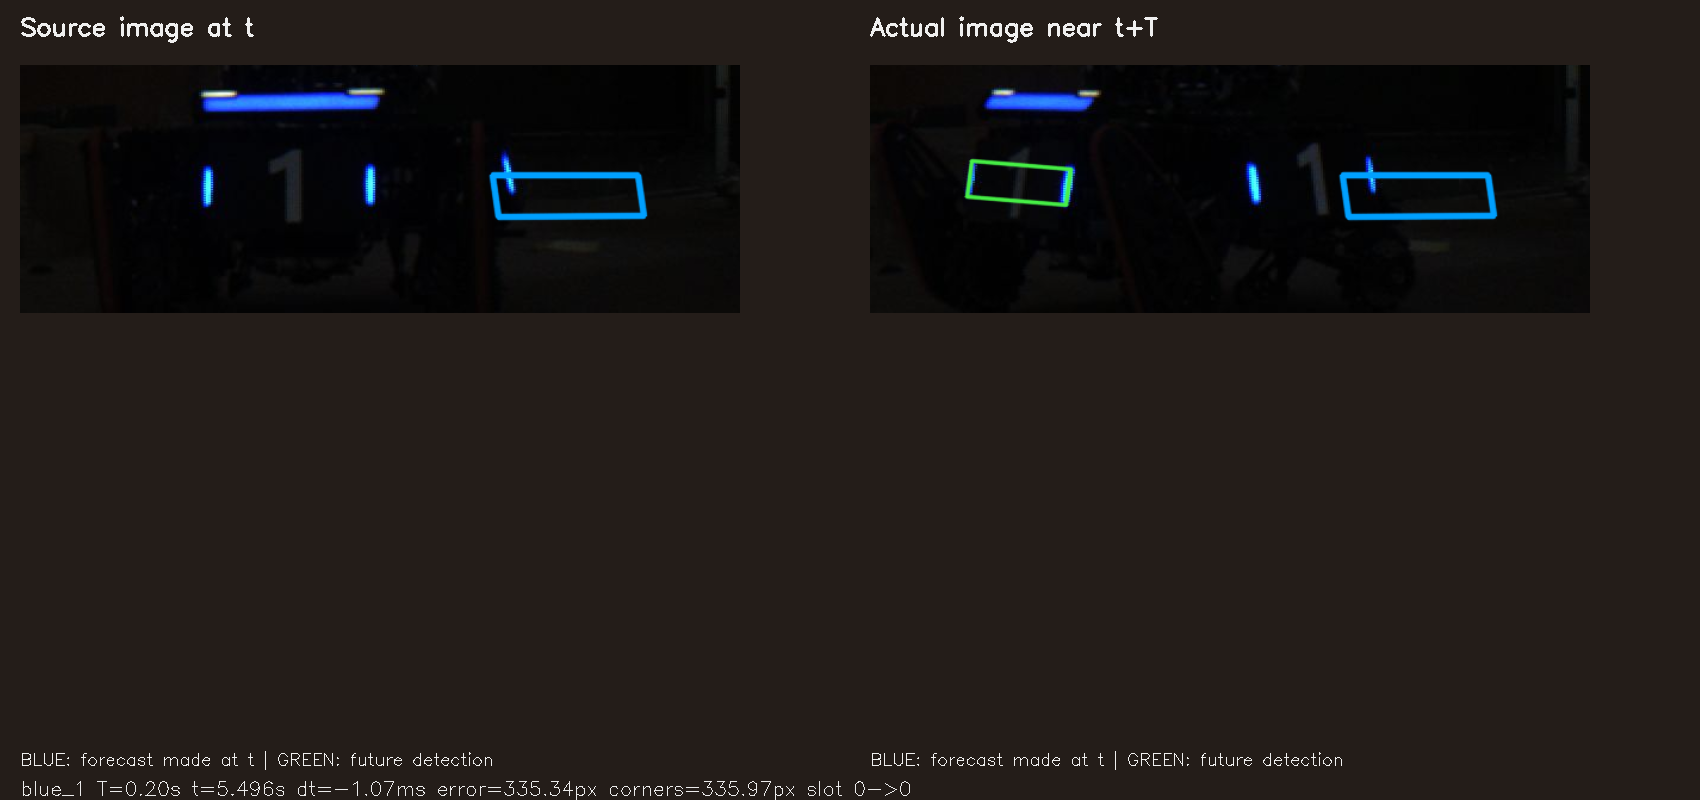 Source image at t
Actual image near t+T
1
1
1
BLUE: forecast made at t | GREEN: future detection
BLUE: forecast made at t | GREEN: future detection
blue_1 T=0.20s t=5.496s dt=-1.07ms error=335.34px corners=335.97px slot 0->0